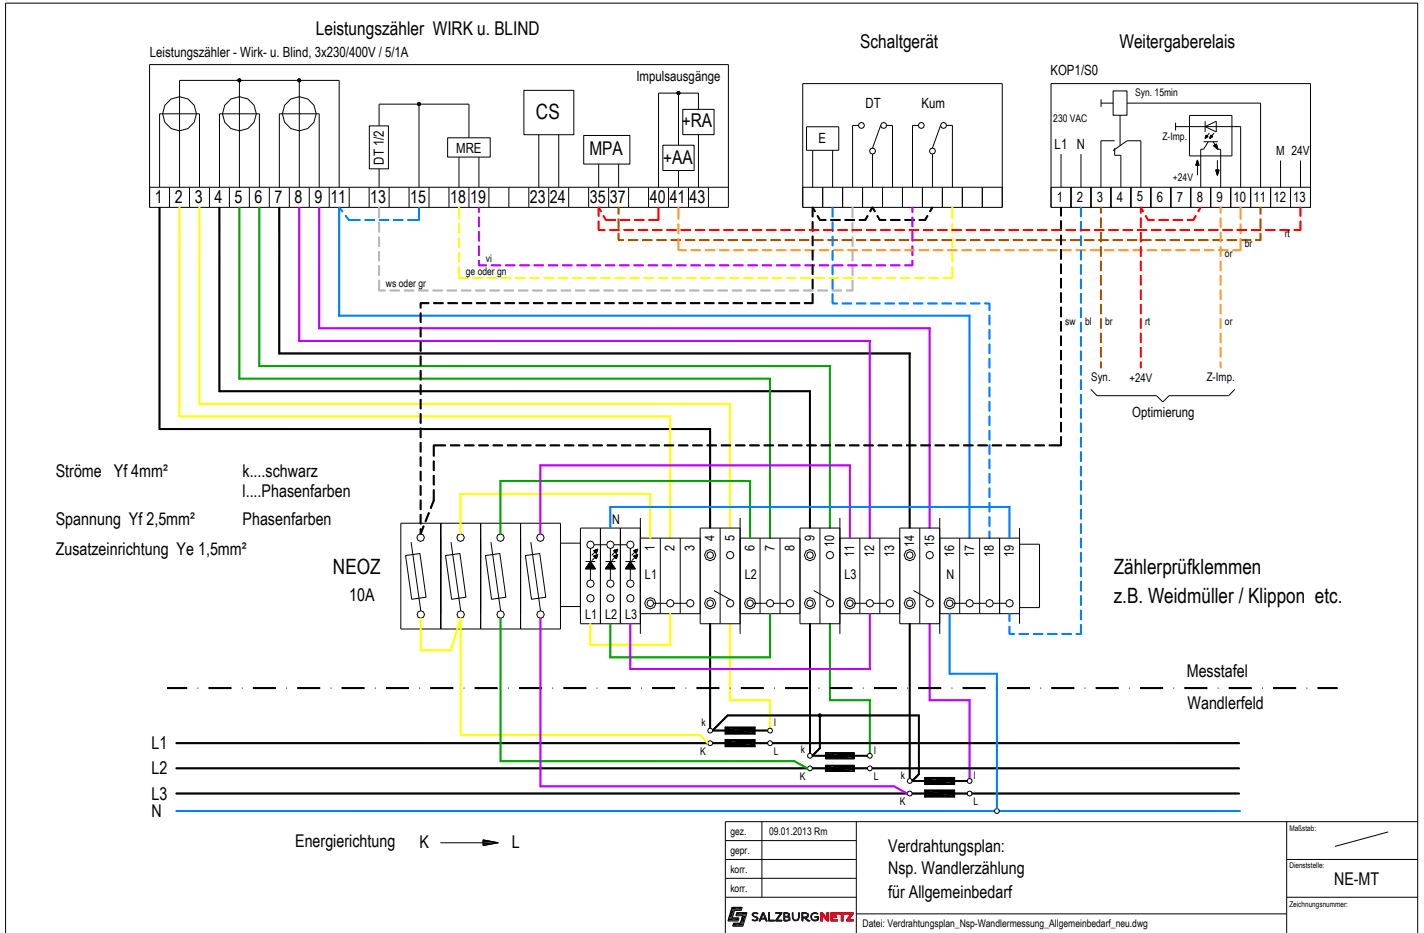 Leistungszähler WIRK u. BLIND
Leistungszähler - Wirk- u. Blind, 3x230/400V / 5/1A
Schaltgerät
Weitergaberelais
KOP1/S0
Impulsausgänge
DT 1/2
MRE
CS
MPA
+AA
+RA
1 2 3 4 5 6 7 8 9 11 13 15 18 19 23 24 35 37 40 41 43
E
DT
Kum
Syn. 15min
230 VAC
L1 N
Z-Imp.
+24V
M 24V
1 2 3 4 5 6 7 8 9 10 11 12 13
vi
ge oder gn
ws oder gr
rt
br
or
sw bl br rt or
Syn. +24V Z-Imp.
Optimierung
Ströme Yf 4mm² k....schwarz
l....Phasenfarben
Spannung Yf 2,5mm² Phasenfarben
Zusatzeinrichtung Ye 1,5mm²
NEOZ
10A
N
1 2 3 4 5 6 7 8 9 10 11 12 13 14 15 16 17 18 19
L1 L2 L3 N
L1 L2 L3
Zählerprüfklemmen
z.B. Weidmüller / Klippon etc.
Messtafel
Wandlerfeld
k l
K L
k l
K L
k l
K L
L1
L2
L3
N
Energierichtung K L
gez. 09.01.2013 Rm
gepr.
korr.
korr.
SALZBURGNETZ
Verdrahtungsplan:
Nsp. Wandlerzählung
für Allgemeinbedarf
Datei: Verdrahtungsplan_Nsp-Wandlermessung_Allgemeinbedarf_neu.dwg
Maßstab:
Dienststelle:
NE-MT
Zeichnungsnummer: